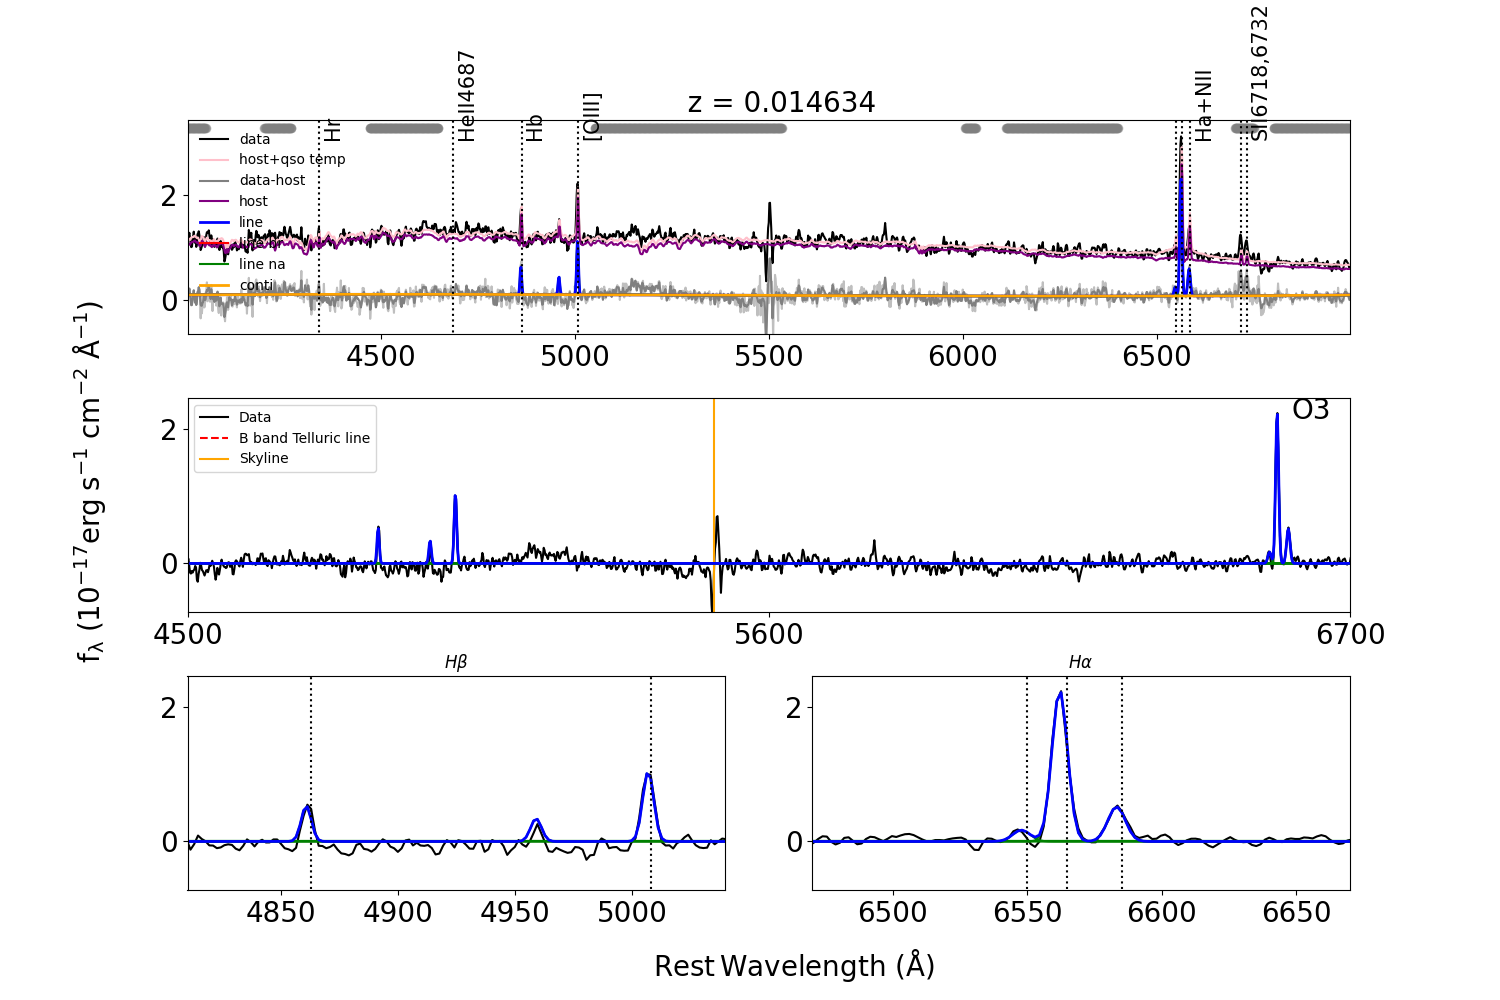 z = 0.014634
Hr
HeII4687
Hb
[OIII]
Ha+NII
SII6718,6732
data
host+qso temp
data-host
host
line
line na
conti
2
0
4500 5000 5500 6000 6500
O3
Data
B band Telluric line
Skyline
2
0
4500 5600 6700
fλ (10−17erg s−1 cm−2 Å−1)
Hβ
2
0
4850 4900 4950 5000
Hα
2
0
6500 6550 6600 6650
Rest Wavelength (Å)